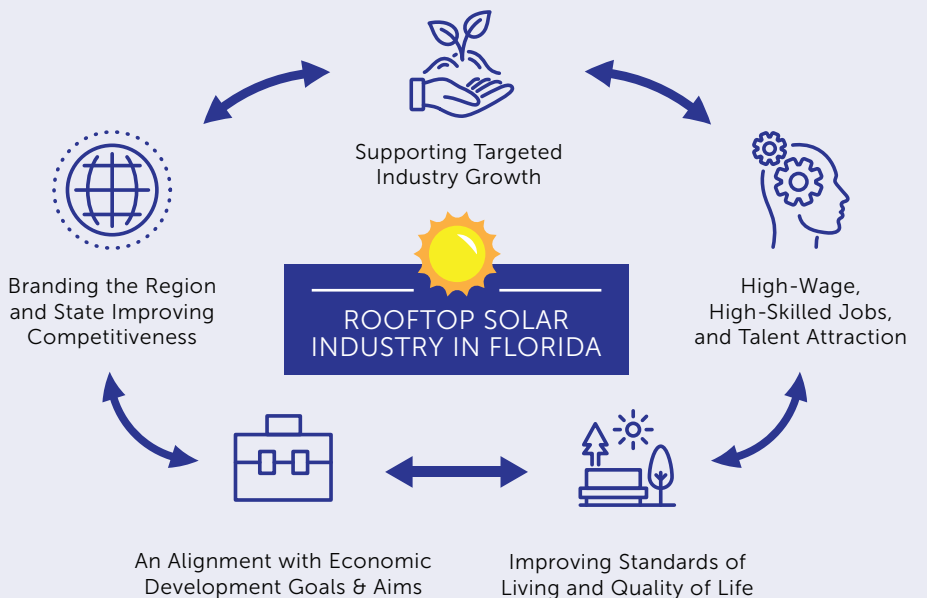 Supporting Targeted
Industry Growth
Branding the Region
and State Improving
Competitiveness
ROOFTOP SOLAR
INDUSTRY IN FLORIDA
High-Wage,
High-Skilled Jobs,
and Talent Attraction
An Alignment with Economic
Development Goals & Aims
Improving Standards of
Living and Quality of Life